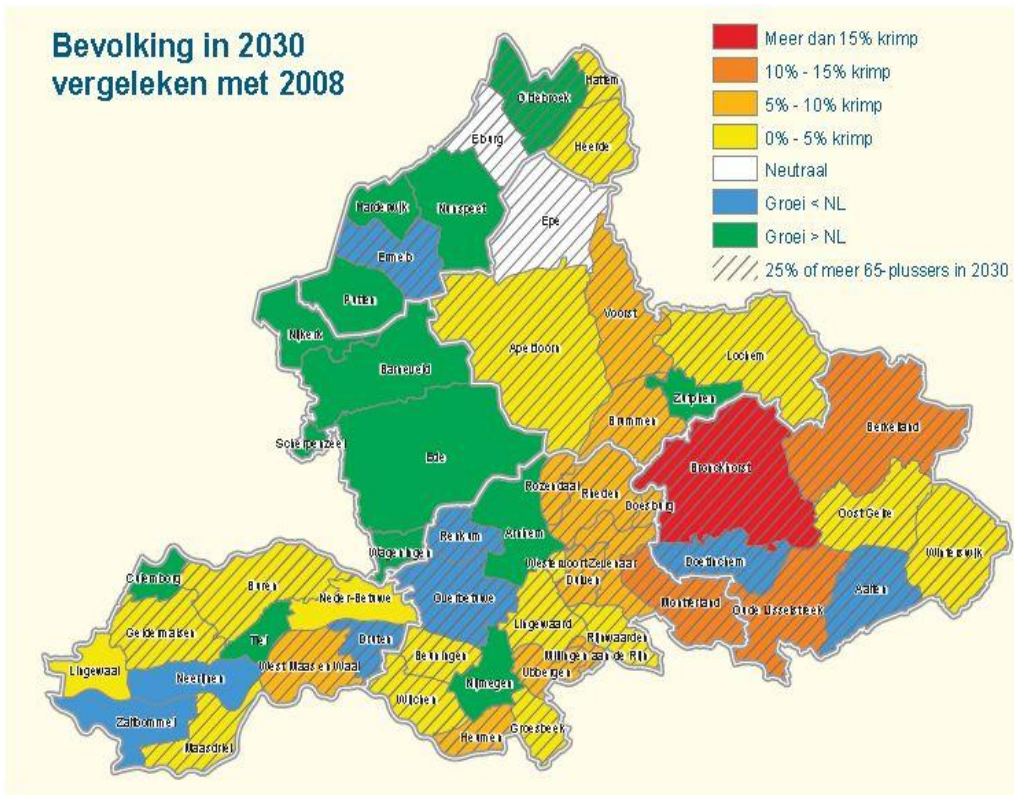 Bevolking in 2030
vergeleken met 2008
Meer dan 15% krimp
10% - 15% krimp
5% - 10% krimp
0% - 5% krimp
Neutraal
Groei < NL
Groei > NL
25% of meer 65-plussers in 2030
Hattem
Oldebroek
Elburg
Heerde
Harderwijk
Nunspeet
Epe
Ermelo
Putten
Voorst
Nijkerk
Apeldoorn
Lochem
Barneveld
Zutphen
Brummen
Berkelland
Scherpenzeel
Ede
Bronckhorst
Rozendaal
Rheden
Doesburg
Oost Gelre
Renkum
Arnhem
Winterswijk
Wageningen
Westervoort
Zevenaar
Doetinchem
Duiven
Aalten
Culemborg
Buren
Neder-Betuwe
Overbetuwe
Montferland
Oude IJsselstreek
Geldermalsen
Lingewaard
Tiel
Druten
Rijnwaarden
Beuningen
Millingen aan de Rijn
Lingewaal
West Maas en Waal
Ubbergen
Neerijnen
Nijmegen
Wijchen
Zaltbommel
Groesbeek
Heumen
Maasdriel